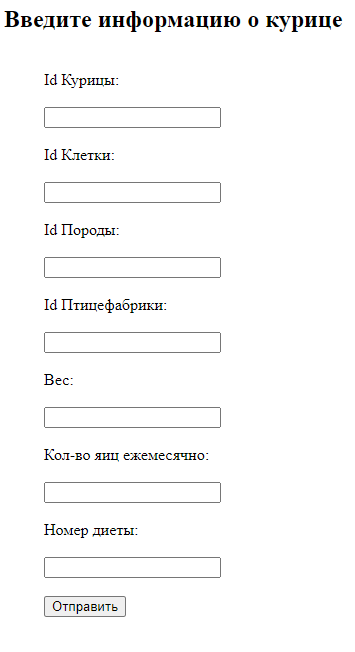 Введите информацию о курице
Id Курицы:
Id Клетки:
Id Породы:
Id Птицефабрики:
Вес:
Кол-во яиц ежемесячно:
Номер диеты:
Отправить